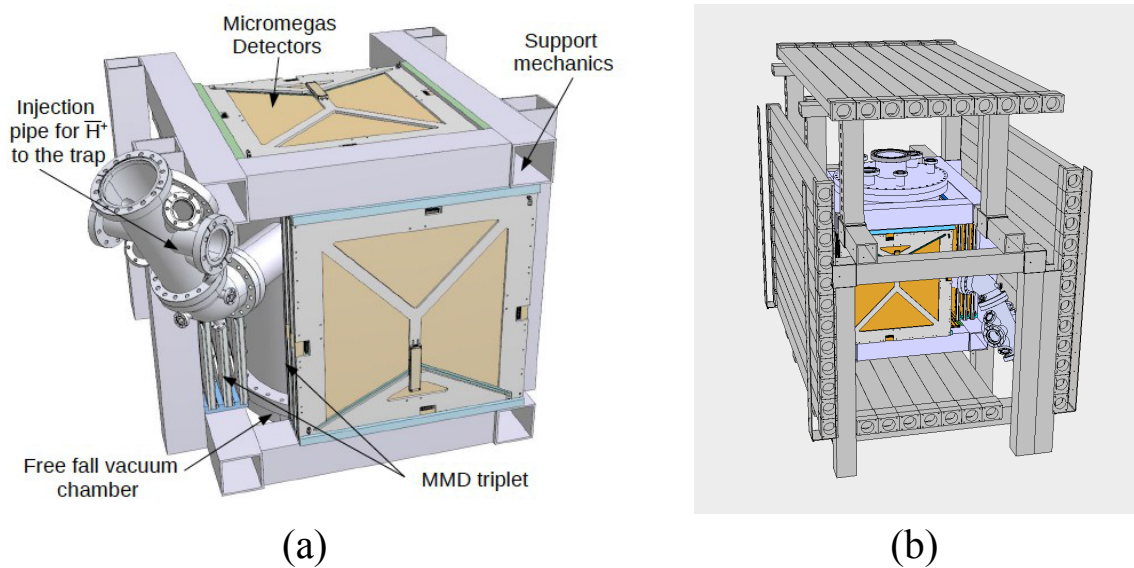 Micromegas
Detectors
Support
mechanics
Injection
pipe for H̅⁺
to the trap
Free fall vacuum
chamber
MMD triplet
(a)
(b)